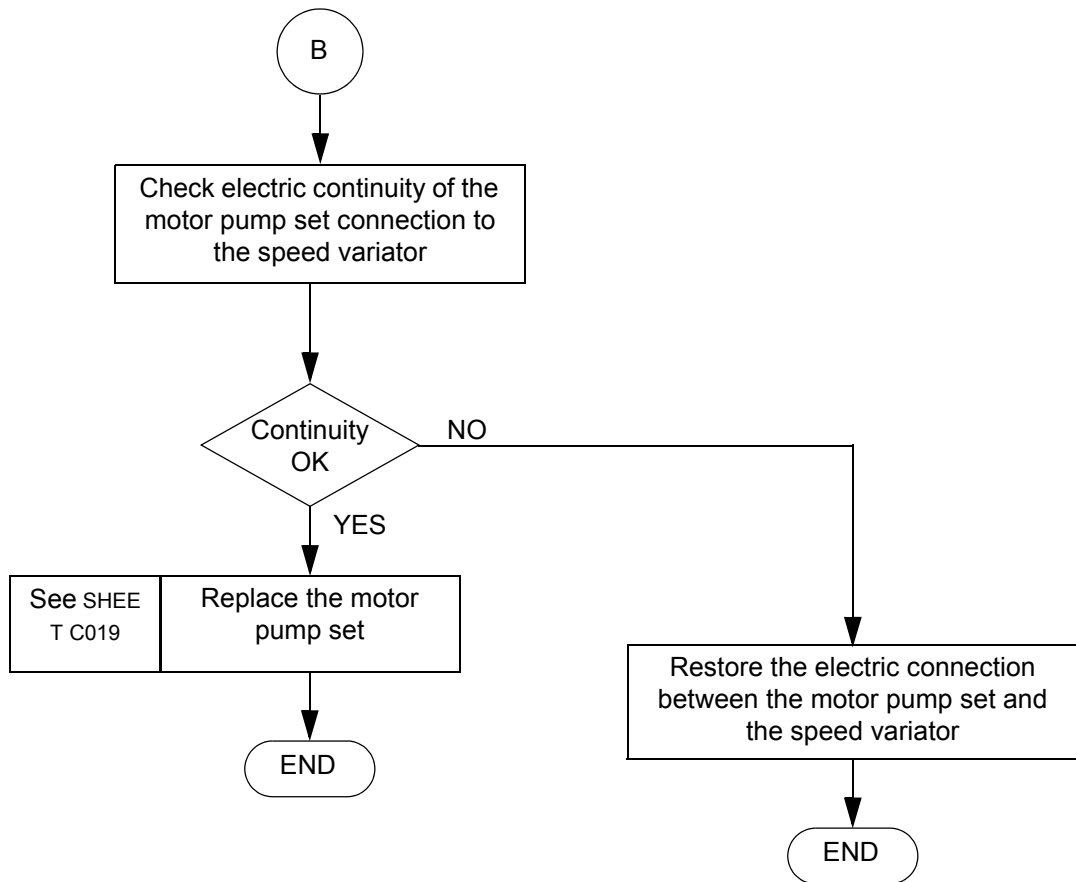 B
Check electric continuity of the
motor pump set connection to
the speed variator
Continuity
OK
NO
YES
See SHEE
T C019
Replace the motor
pump set
END
Restore the electric connection
between the motor pump set and
the speed variator
END